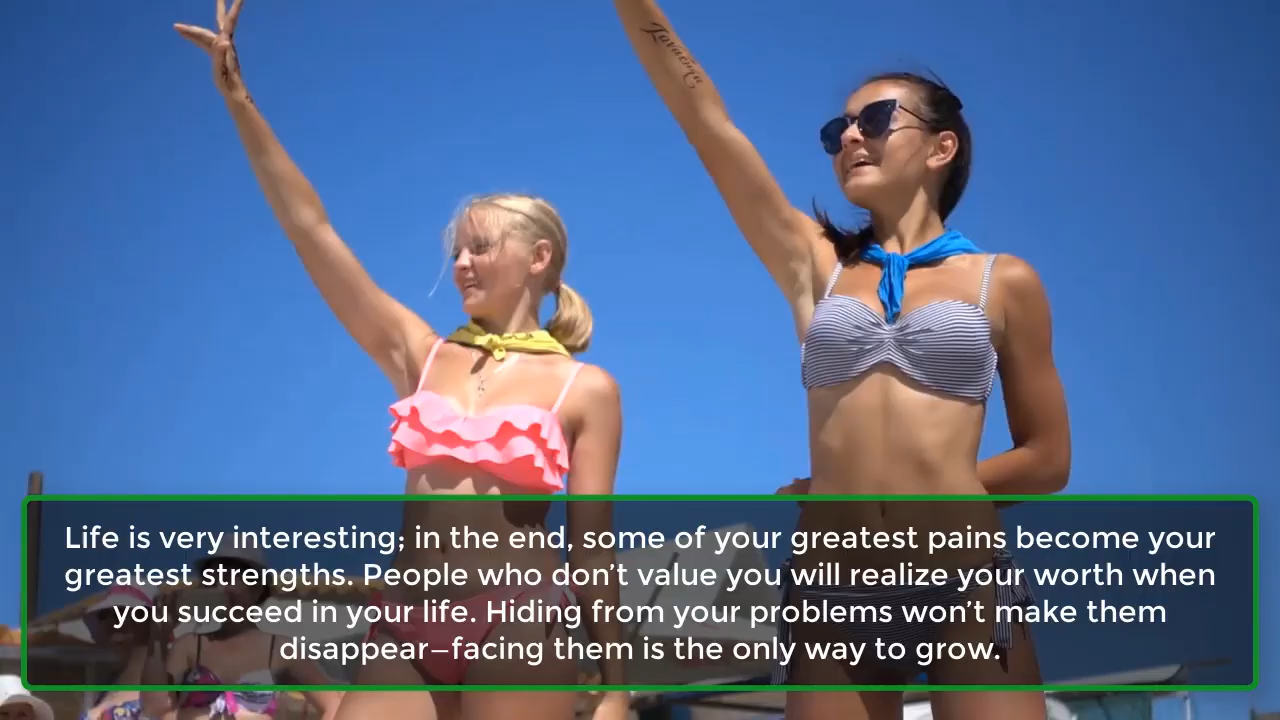 Life is very interesting; in the end, some of your greatest pains become your
greatest strengths. People who don’t value you will realize your worth when
you succeed in your life. Hiding from your problems won’t make them
disappear—facing them is the only way to grow.